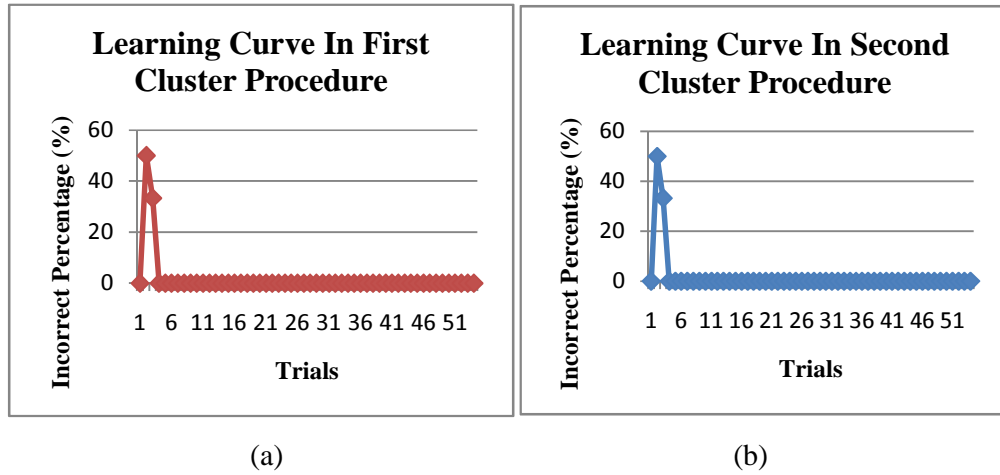 Learning Curve In First
Cluster Procedure
Incorrect Percentage (%)
60
40
20
0
1 6 11 16 21 26 31 36 41 46 51
Trials
(a)
Learning Curve In Second
Cluster Procedure
Incorrect Percentage (%)
60
40
20
0
1 6 11 16 21 26 31 36 41 46 51
Trials
(b)